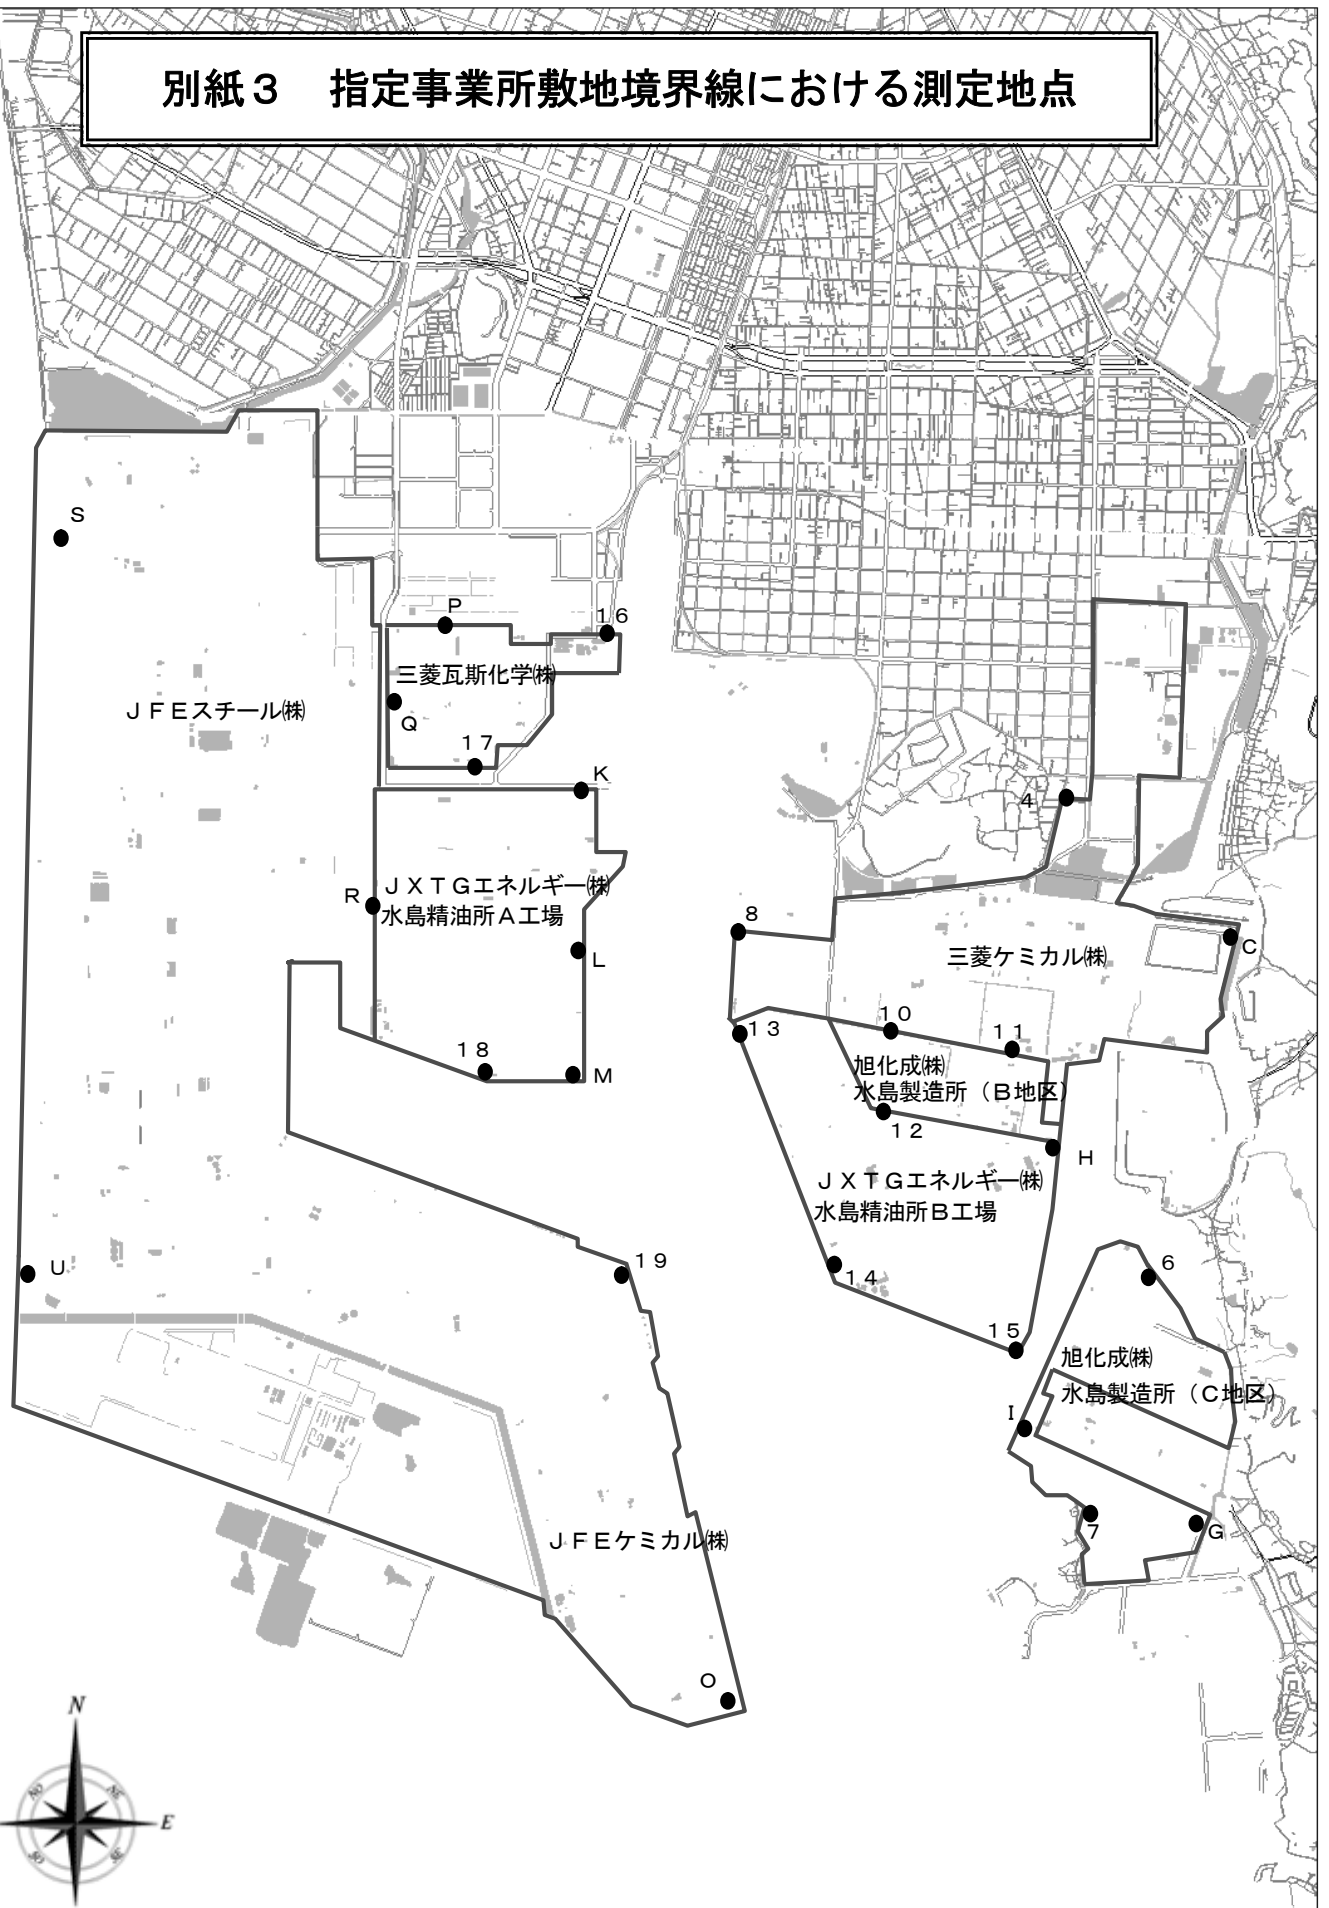 別紙３　指定事業所敷地境界線における測定地点
S
P
１６
三菱瓦斯化学㈱
ＪＦＥスチール㈱
Q
１７
K
４
ＪＸＴＧエネルギー㈱
水島精油所Ａ工場
R
L
８
C
三菱ケミカル㈱
１０
１３
１１
１８
M
旭化成㈱
水島製造所（Ｂ地区）
１２
H
ＪＸＴＧエネルギー㈱
水島精油所Ｂ工場
U
１９
１４
６
１５
旭化成㈱
水島製造所（Ｃ地区）
I
７
G
ＪＦＥケミカル㈱
O
N
NO
NE
E
SO
SE